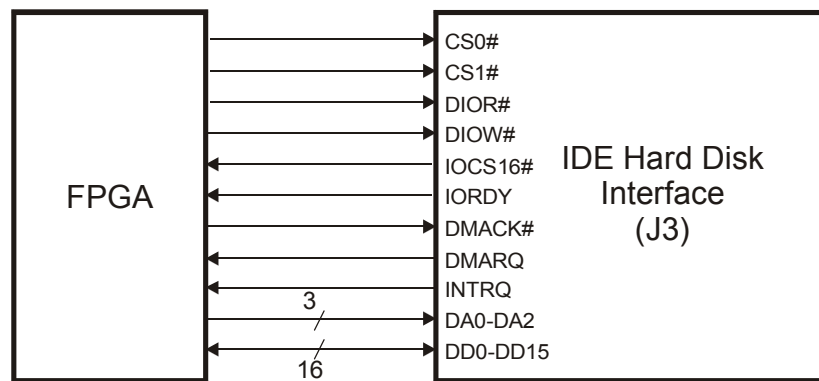 FPGA
CS0#
CS1#
DIOR#
DIOW#
IOCS16#
IORDY
DMACK#
DMARQ
INTRQ
3
DA0-DA2
16
DD0-DD15
IDE Hard Disk
Interface
(J3)